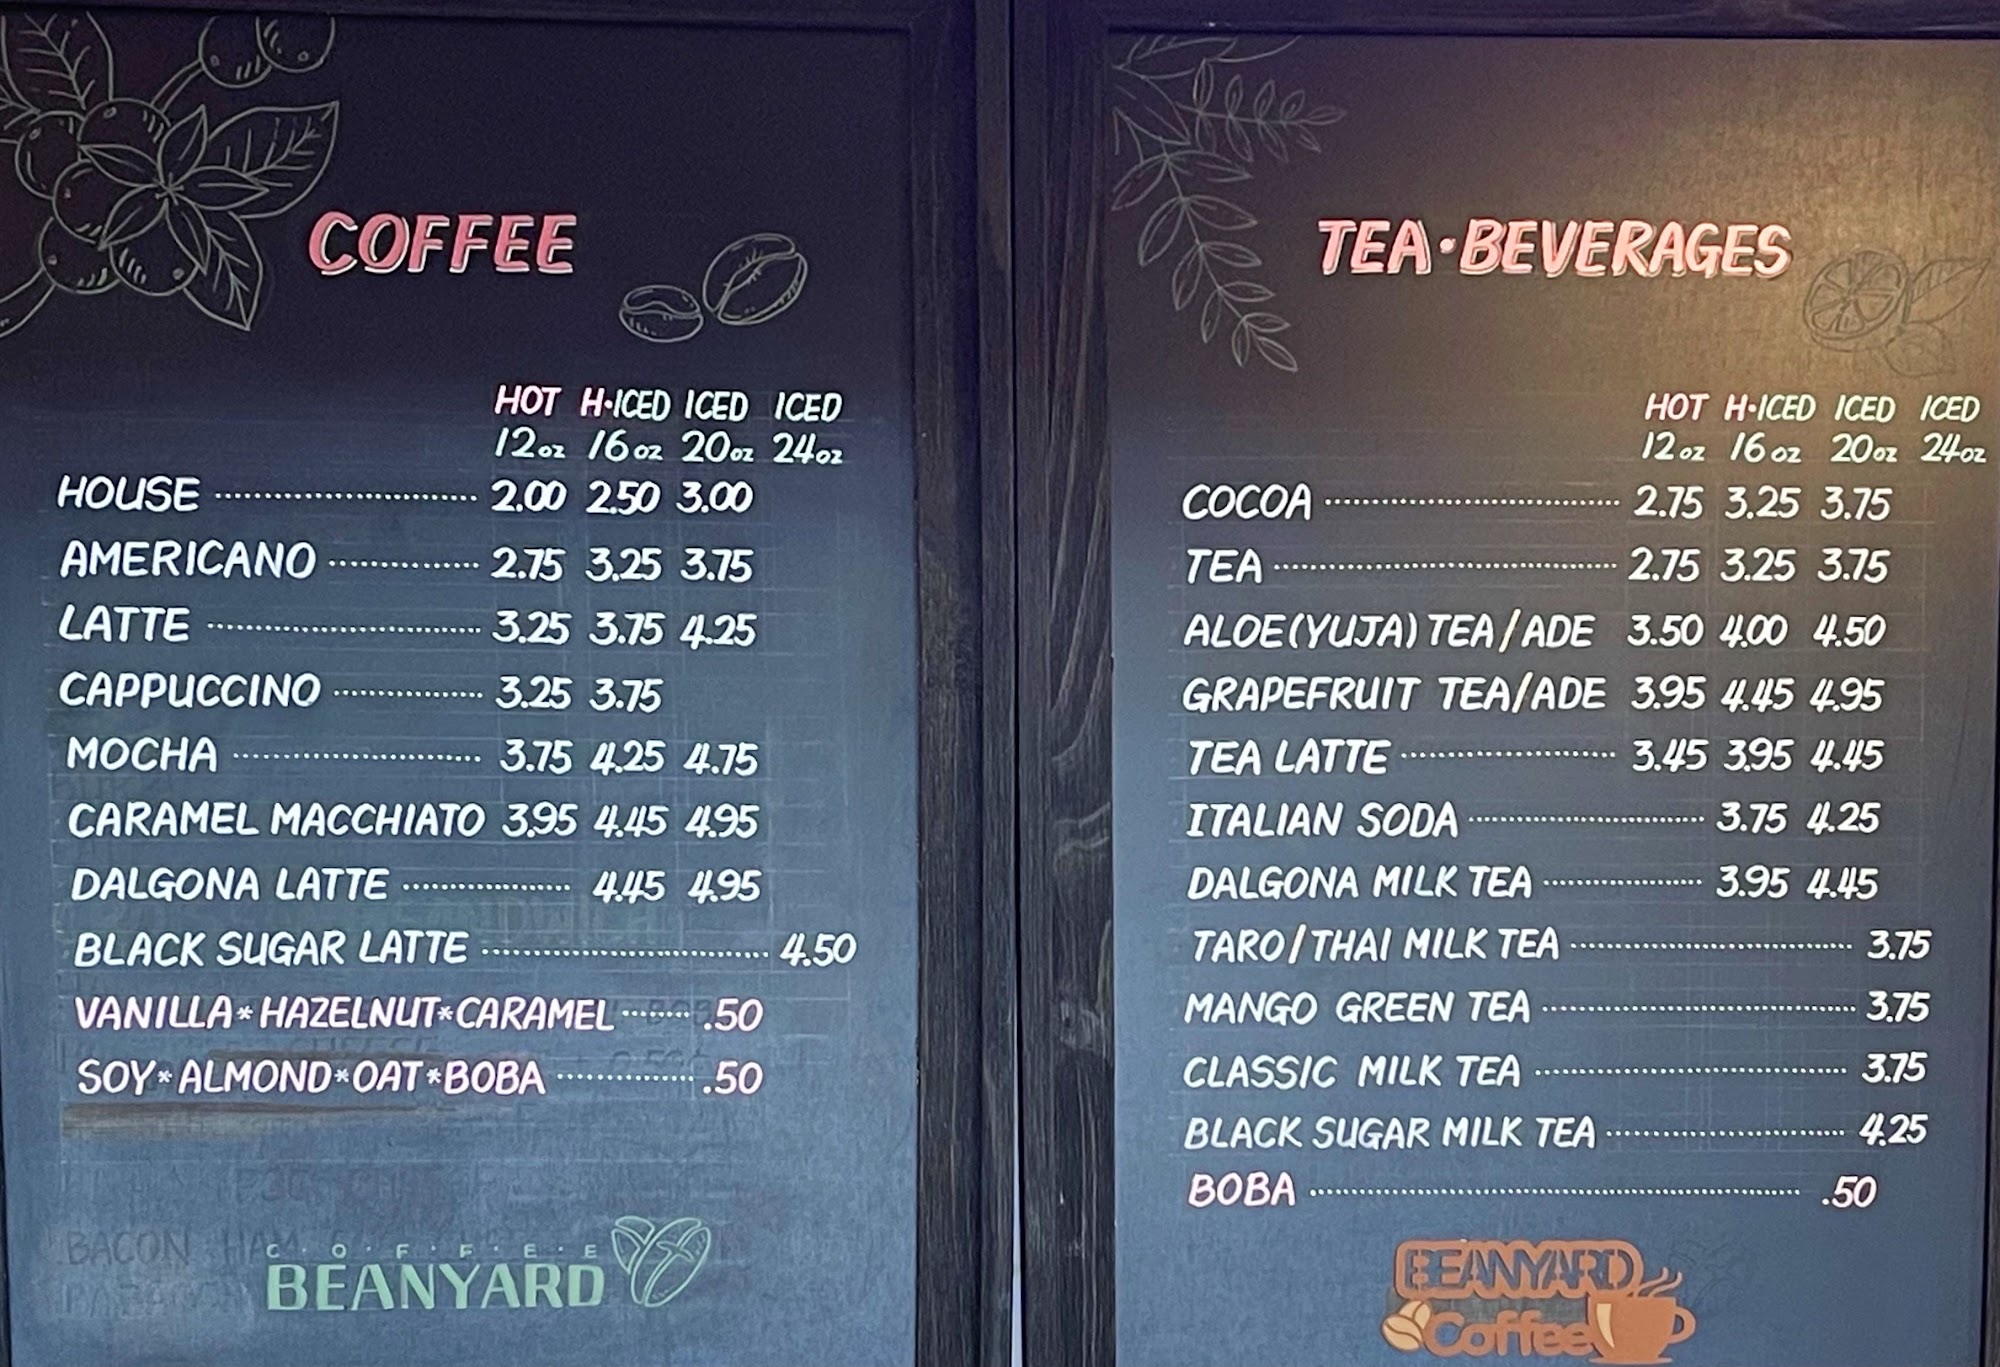 COFFEE
HOT H·ICED ICED ICED
12oz 16oz 20oz 24oz
HOUSE 2.00 2.50 3.00
AMERICANO 2.75 3.25 3.75
LATTE 3.25 3.75 4.25
CAPPUCCINO 3.25 3.75
MOCHA 3.75 4.25 4.75
CARAMEL MACCHIATO 3.95 4.45 4.95
DALGONA LATTE 4.45 4.95
BLACK SUGAR LATTE 4.50
VANILLA*HAZELNUT*CARAMEL .50
SOY*ALMOND*OAT*BOBA .50
BACON HAM
C·O·F·F·E·E
BEANYARD
TEA·BEVERAGES
HOT H·ICED ICED ICED
12oz 16oz 20oz 24oz
COCOA 2.75 3.25 3.75
TEA 2.75 3.25 3.75
ALOE(YUJA) TEA/ADE 3.50 4.00 4.50
GRAPEFRUIT TEA/ADE 3.95 4.45 4.95
TEA LATTE 3.45 3.95 4.45
ITALIAN SODA 3.75 4.25
DALGONA MILK TEA 3.95 4.45
TARO/THAI MILK TEA 3.75
MANGO GREEN TEA 3.75
CLASSIC MILK TEA 3.75
BLACK SUGAR MILK TEA 4.25
BOBA .50
BEANYARD
Coffee